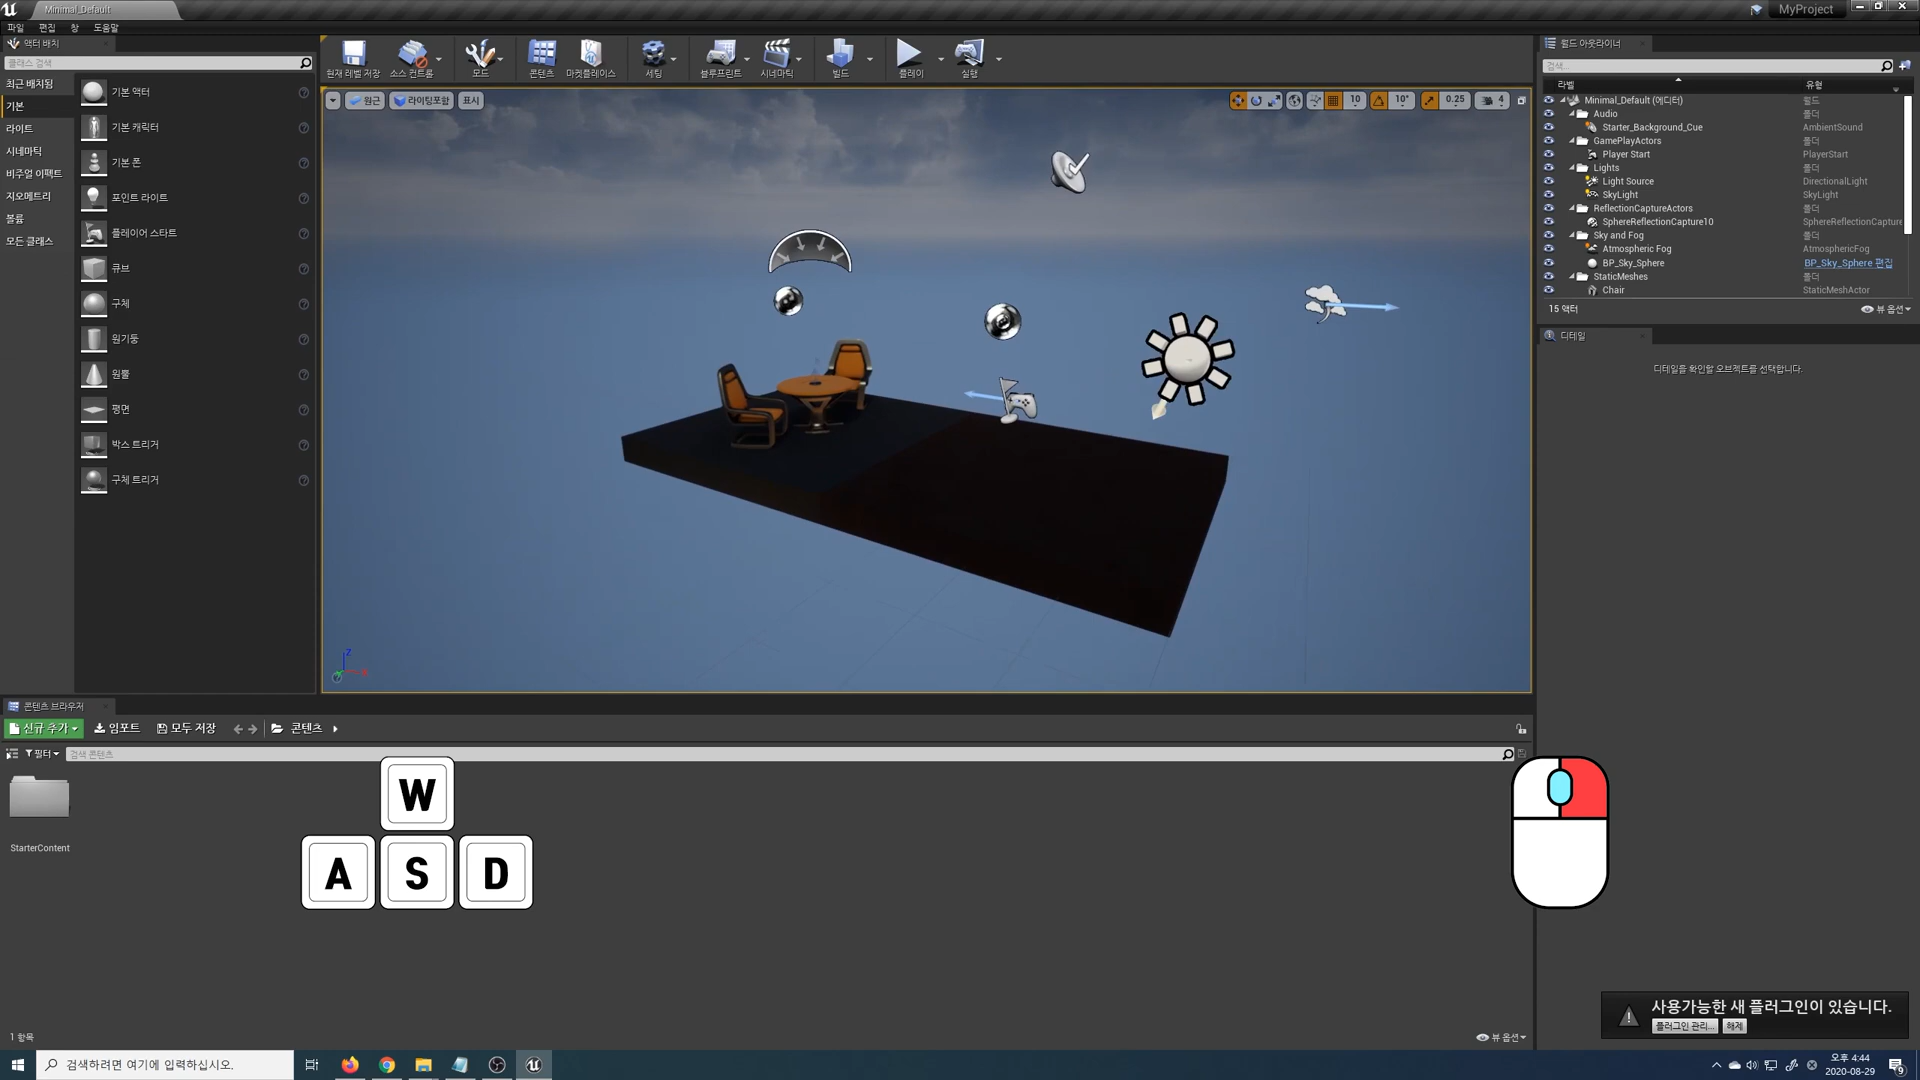 Minimal_Default
MyProject
파일 편집 창 도움말
액터 배치
클래스 검색
최근 배치됨
기본
라이트
시네마틱
비주얼 이펙트
지오메트리
볼륨
모든 클래스
기본 액터
기본 캐릭터
기본 폰
포인트 라이트
플레이어 스타트
큐브
구체
원기둥
원뿔
평면
박스 트리거
구체 트리거
현재 레벨 저장 소스 컨트롤 모드 콘텐츠 마켓플레이스 세팅 블루프린트 시네마틱 빌드 플레이 실행
원근 라이팅포함 표시
10 10° 0.25 4
Z
월드 아웃라이너
검색...
라벨 유형
Minimal_Default (에디터) 월드
Audio 폴더
Starter_Background_Cue AmbientSound
GamePlayActors 폴더
Player Start PlayerStart
Lights 폴더
Light Source DirectionalLight
SkyLight SkyLight
ReflectionCaptureActors 폴더
SphereReflectionCapture10 SphereReflectionCapture
Sky and Fog 폴더
Atmospheric Fog AtmosphericFog
BP_Sky_Sphere BP_Sky_Sphere 편집
StaticMeshes 폴더
Chair StaticMeshActor
15 액터 뷰 옵션
디테일
디테일을 확인할 오브젝트를 선택합니다.
콘텐츠 브라우저
신규 추가 임포트 모두 저장 콘텐츠
필터 검색 콘텐츠
StarterContent
W
A S D
1 항목 뷰 옵션
사용가능한 새 플러그인이 있습니다.
플러그인 관리... 해제
검색하려면 여기에 입력하십시오.
오후 4:44
2020-08-29
9